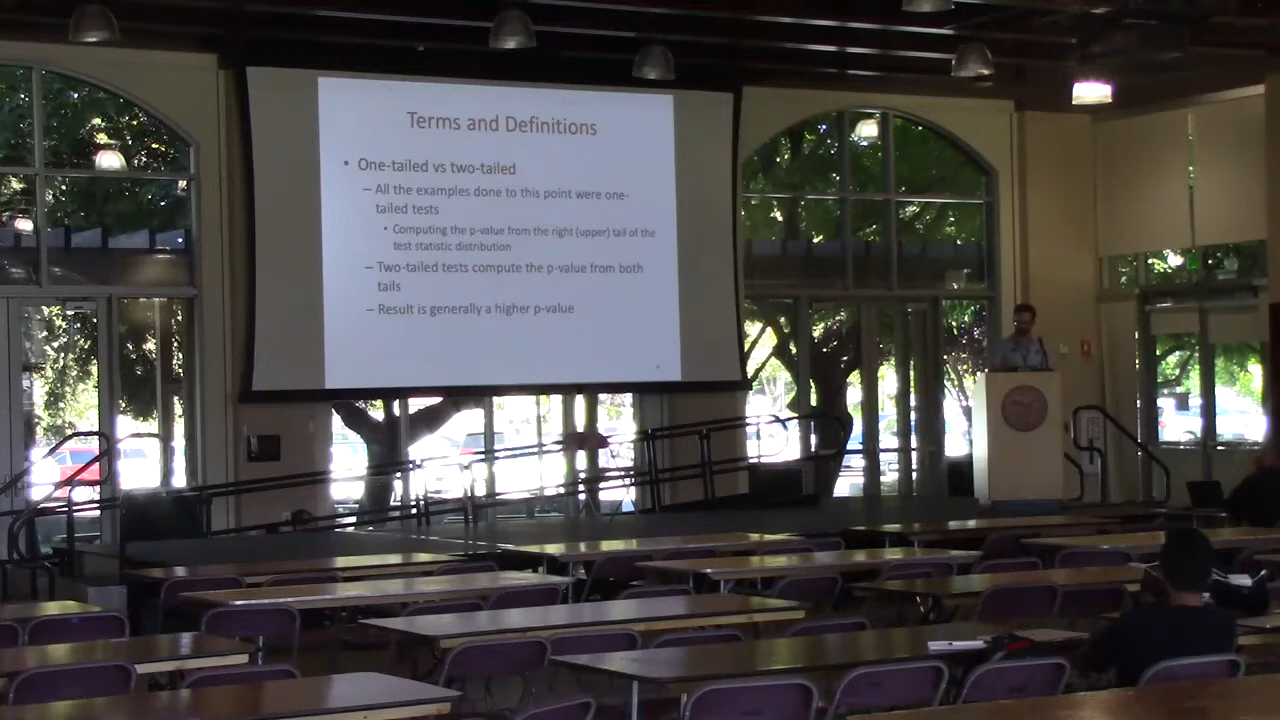 Terms and Definitions
• One-tailed vs two-tailed
– All the examples done to this point were one-
tailed tests
• Computing the p-value from the right (upper) tail of the
test statistic distribution
– Two-tailed tests compute the p-value from both
tails
– Result is generally a higher p-value